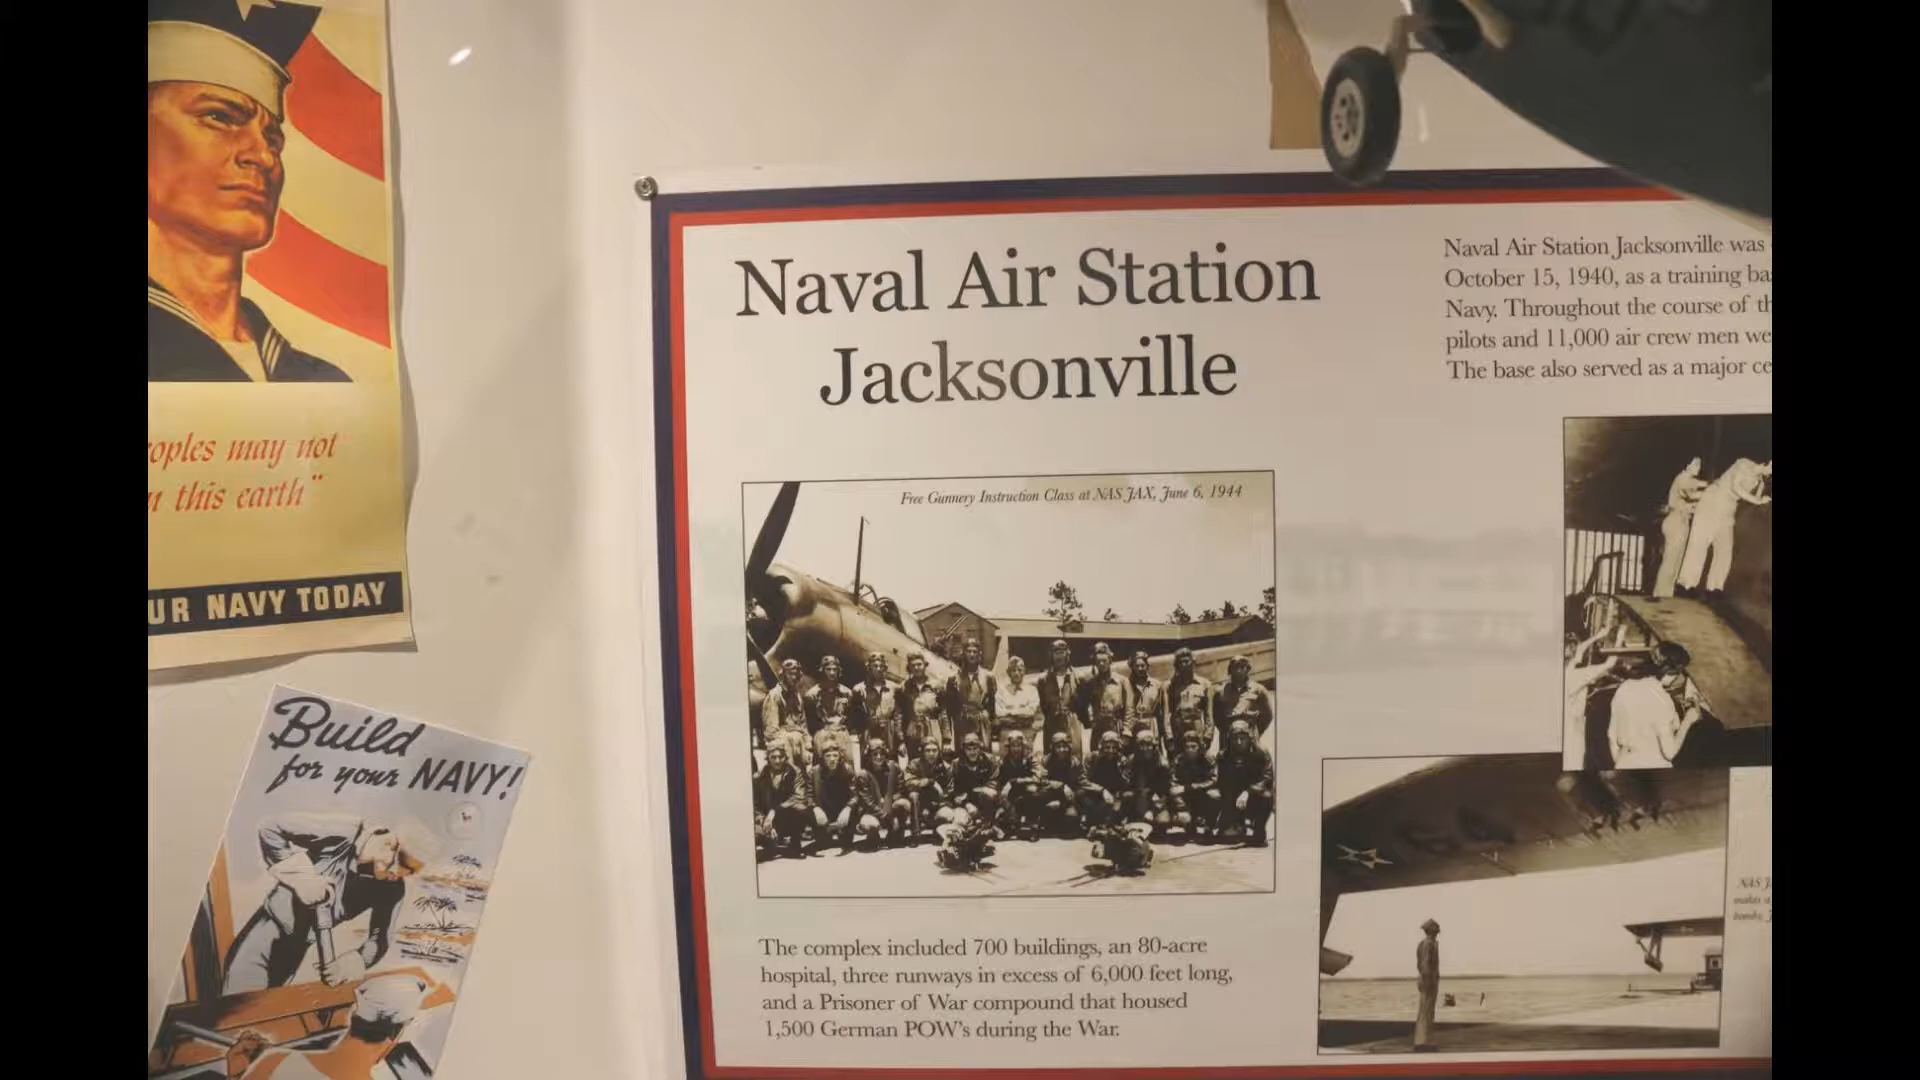 oples may not
this earth"
UR NAVY TODAY
Build
for your NAVY!
Naval Air Station
Jacksonville
Naval Air Station Jacksonville was
October 15, 1940, as a training ba
Navy. Throughout the course of th
pilots and 11,000 air crew men we
The base also served as a major ce
Free Gunnery Instruction Class at NAS JAX, June 6, 1944
The complex included 700 buildings, an 80-acre
hospital, three runways in excess of 6,000 feet long,
and a Prisoner of War compound that housed
1,500 German POW's during the War.
NAS J
makes a
bombs, J